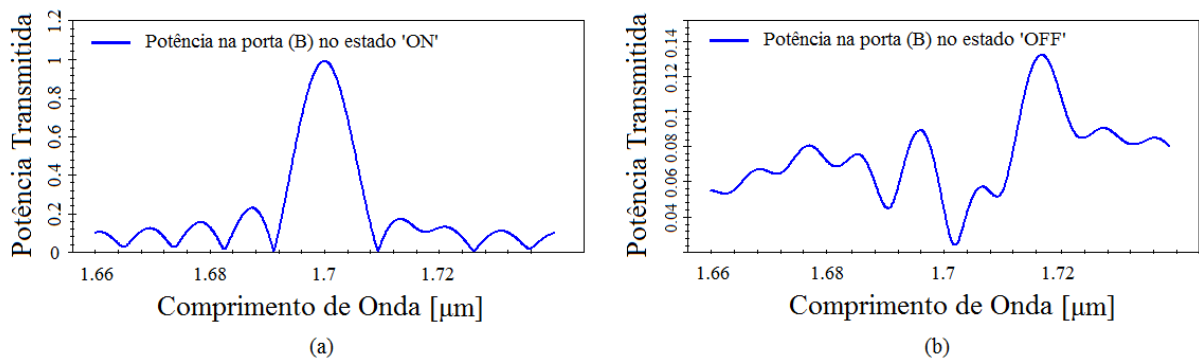 Potência na porta (B) no estado 'ON'
Potência Transmitida
1.2
1
0.8
0.6
0.4
0.2
0
1.66
1.68
1.7
1.72
Comprimento de Onda [μm]
(a)
Potência na porta (B) no estado 'OFF'
Potência Transmitida
0.14
0.12
0.1
0.08
0.06
0.04
1.66
1.68
1.7
1.72
Comprimento de Onda [μm]
(b)